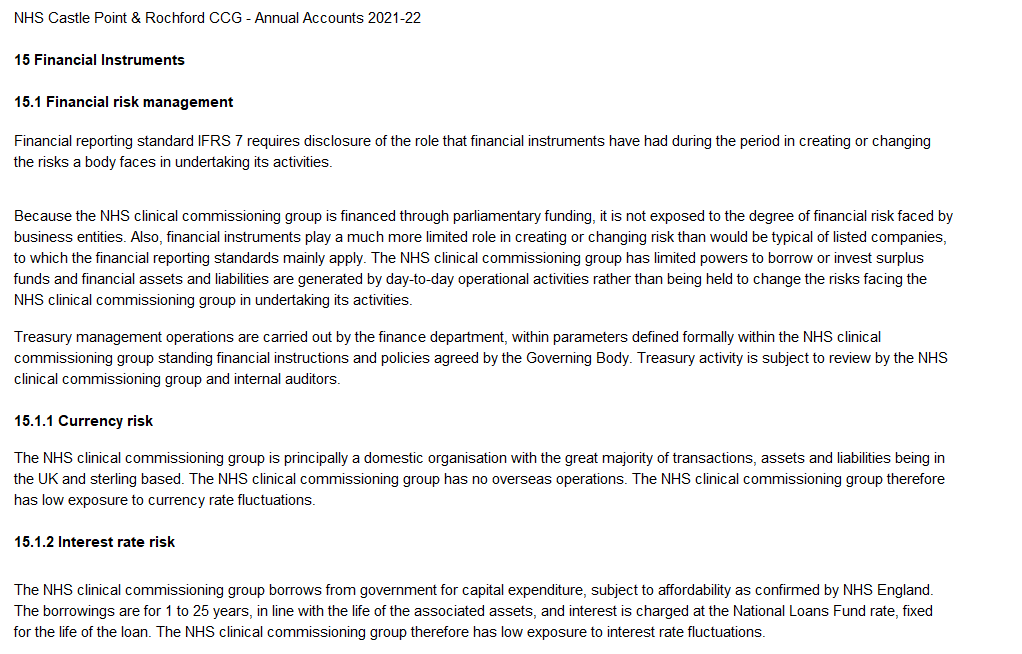 NHS Castle Point & Rochford CCG - Annual Accounts 2021-22
15 Financial Instruments
15.1 Financial risk management
Financial reporting standard IFRS 7 requires disclosure of the role that financial instruments have had during the period in creating or changing
the risks a body faces in undertaking its activities.
Because the NHS clinical commissioning group is financed through parliamentary funding, it is not exposed to the degree of financial risk faced by
business entities. Also, financial instruments play a much more limited role in creating or changing risk than would be typical of listed companies,
to which the financial reporting standards mainly apply. The NHS clinical commissioning group has limited powers to borrow or invest surplus
funds and financial assets and liabilities are generated by day-to-day operational activities rather than being held to change the risks facing the
NHS clinical commissioning group in undertaking its activities.
Treasury management operations are carried out by the finance department, within parameters defined formally within the NHS clinical
commissioning group standing financial instructions and policies agreed by the Governing Body. Treasury activity is subject to review by the NHS
clinical commissioning group and internal auditors.
15.1.1 Currency risk
The NHS clinical commissioning group is principally a domestic organisation with the great majority of transactions, assets and liabilities being in
the UK and sterling based. The NHS clinical commissioning group has no overseas operations. The NHS clinical commissioning group therefore
has low exposure to currency rate fluctuations.
15.1.2 Interest rate risk
The NHS clinical commissioning group borrows from government for capital expenditure, subject to affordability as confirmed by NHS England.
The borrowings are for 1 to 25 years, in line with the life of the associated assets, and interest is charged at the National Loans Fund rate, fixed
for the life of the loan. The NHS clinical commissioning group therefore has low exposure to interest rate fluctuations.